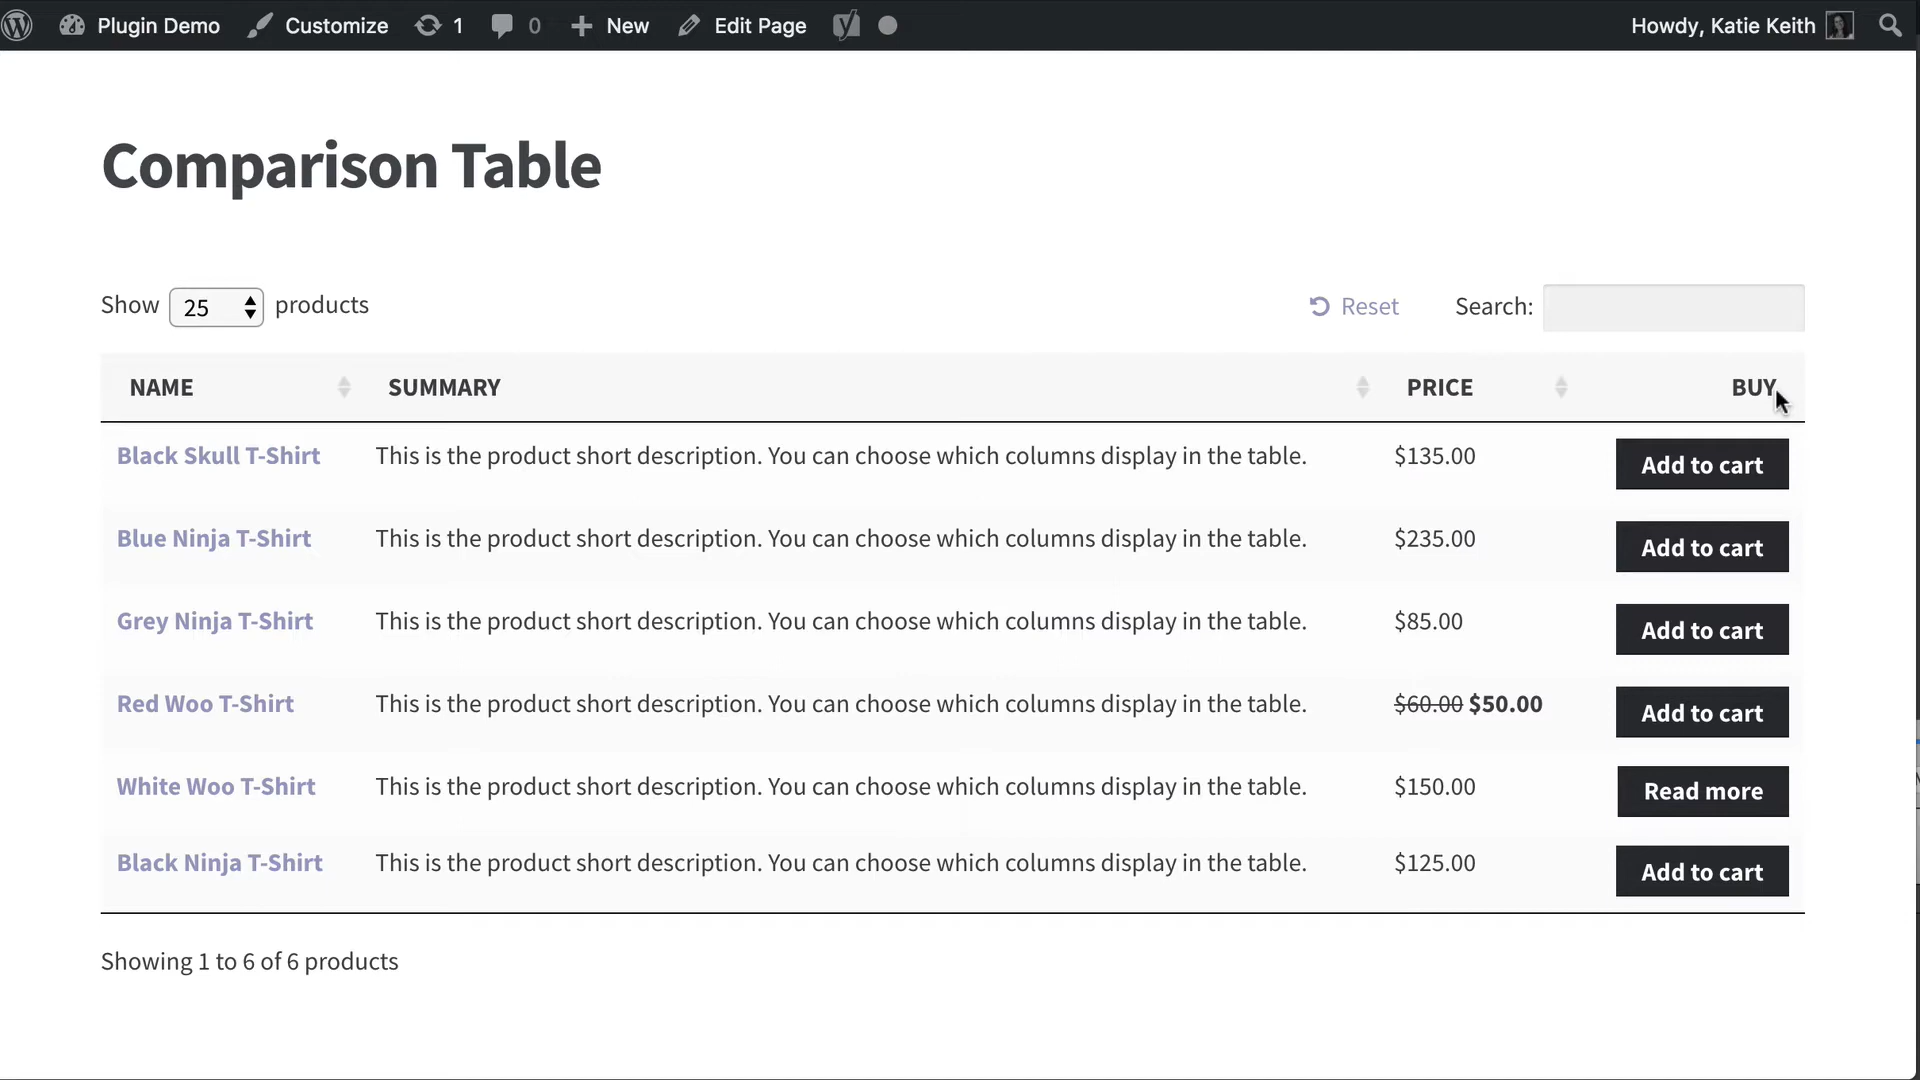 Plugin Demo Customize 1 0 New Edit Page Howdy, Katie Keith
Comparison Table
Show 25 products Reset Search:
NAME SUMMARY PRICE BUY
Black Skull T-Shirt This is the product short description. You can choose which columns display in the table. $135.00 Add to cart
Blue Ninja T-Shirt This is the product short description. You can choose which columns display in the table. $235.00 Add to cart
Grey Ninja T-Shirt This is the product short description. You can choose which columns display in the table. $85.00 Add to cart
Red Woo T-Shirt This is the product short description. You can choose which columns display in the table. $60.00 $50.00 Add to cart
White Woo T-Shirt This is the product short description. You can choose which columns display in the table. $150.00 Read more
Black Ninja T-Shirt This is the product short description. You can choose which columns display in the table. $125.00 Add to cart
Showing 1 to 6 of 6 products